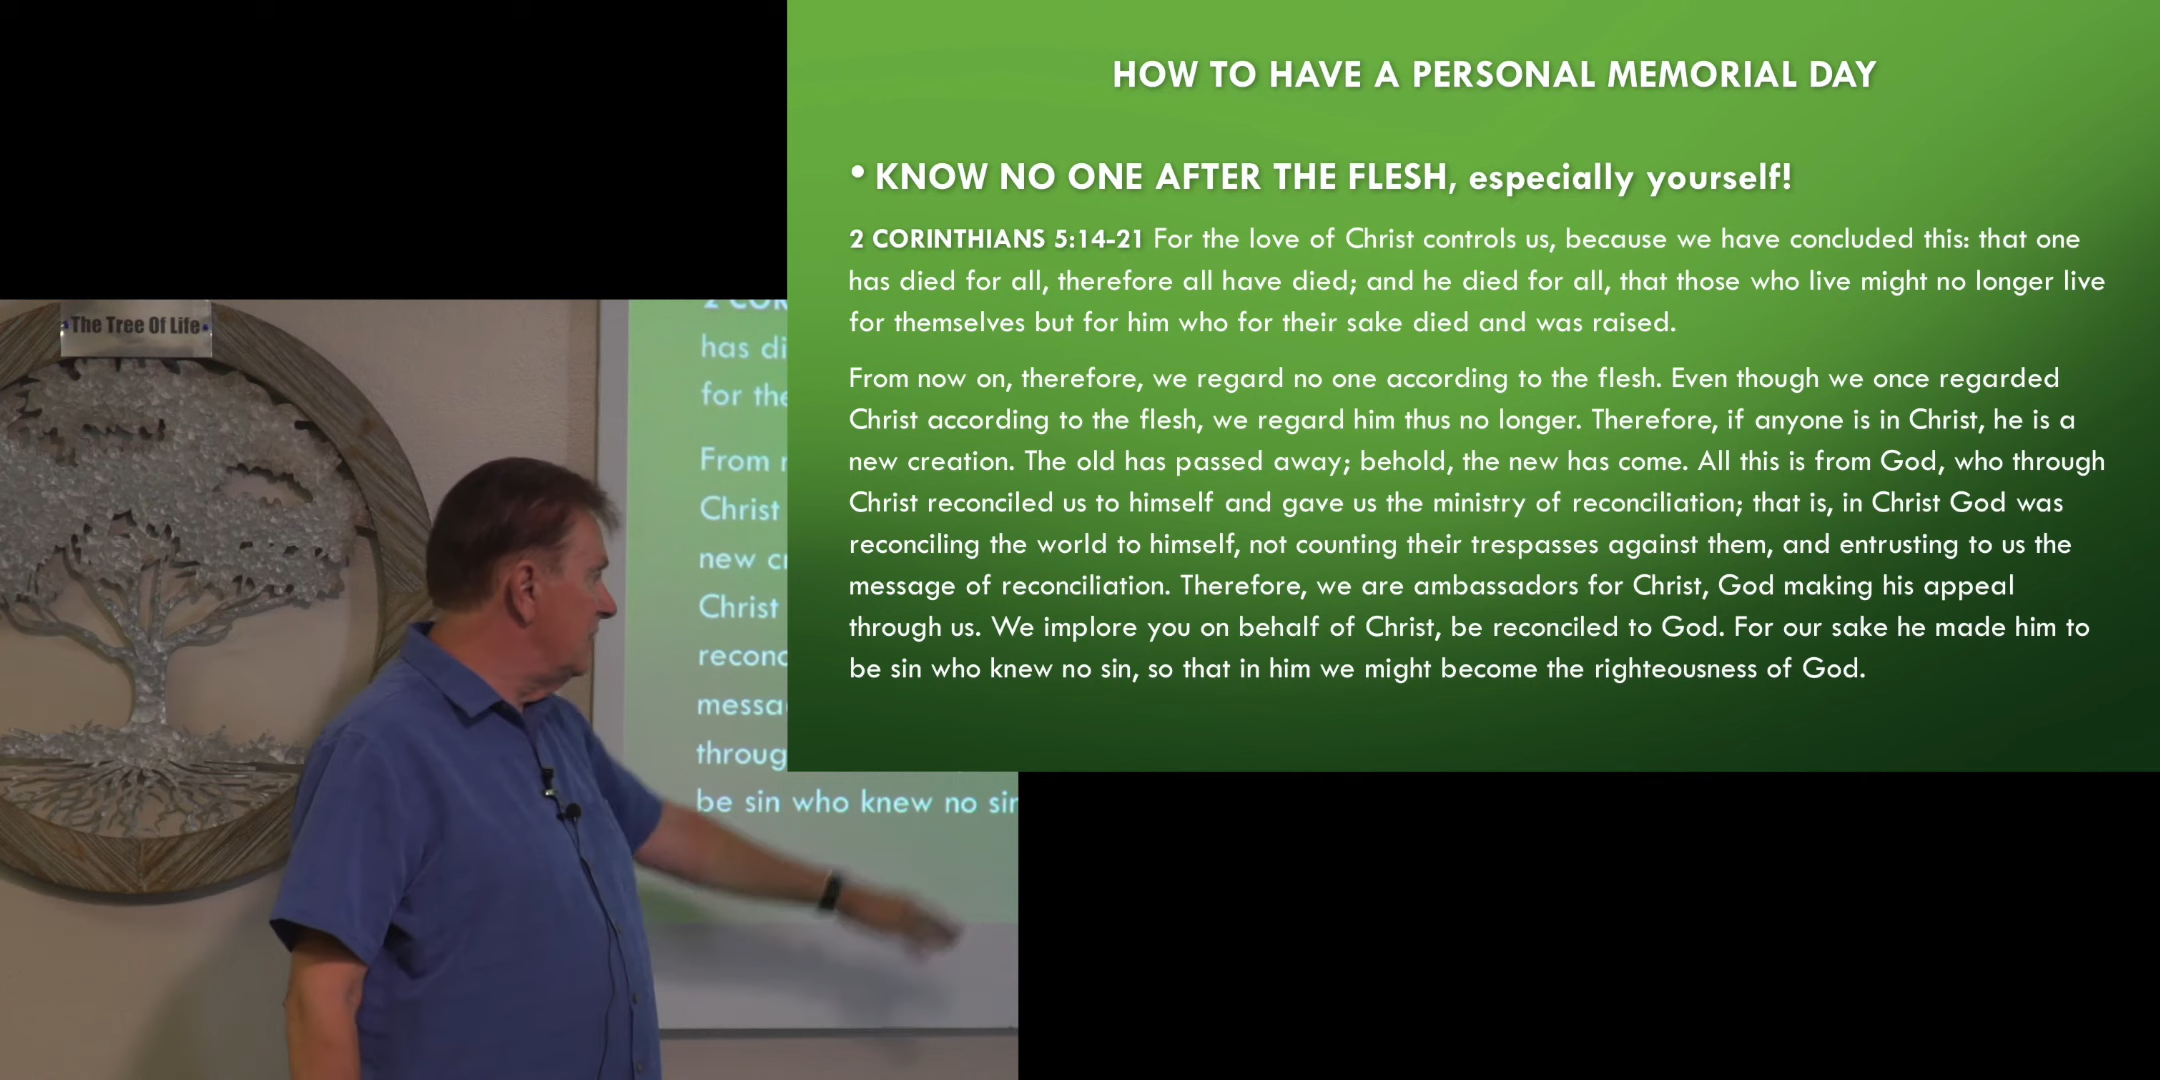 HOW TO HAVE A PERSONAL MEMORIAL DAY
• KNOW NO ONE AFTER THE FLESH, especially yourself!
2 CORINTHIANS 5:14-21 For the love of Christ controls us, because we have concluded this: that one
has died for all, therefore all have died; and he died for all, that those who live might no longer live
for themselves but for him who for their sake died and was raised.
From now on, therefore, we regard no one according to the flesh. Even though we once regarded
Christ according to the flesh, we regard him thus no longer. Therefore, if anyone is in Christ, he is a
new creation. The old has passed away; behold, the new has come. All this is from God, who through
Christ reconciled us to himself and gave us the ministry of reconciliation; that is, in Christ God was
reconciling the world to himself, not counting their trespasses against them, and entrusting to us the
message of reconciliation. Therefore, we are ambassadors for Christ, God making his appeal
through us. We implore you on behalf of Christ, be reconciled to God. For our sake he made him to
be sin who knew no sin, so that in him we might become the righteousness of God.
The Tree Of Life
2 COR
has di
for the
From
Christ
new c
Christ
recon
messa
throug
be sin who knew no sin